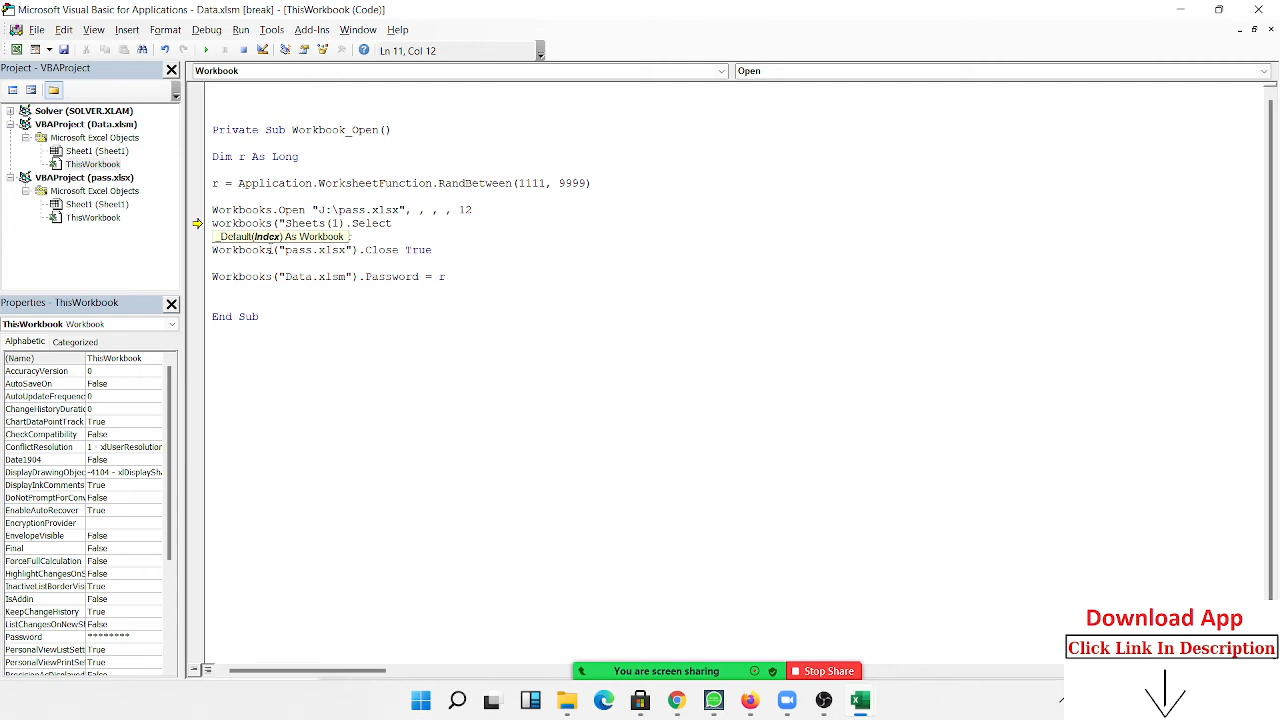 Microsoft Visual Basic for Applications - Data.xlsm [break] - [ThisWorkbook (Code)]
File Edit View Insert Format Debug Run Tools Add-Ins Window Help
Ln 11, Col 12
Project - VBAProject
Workbook
Open
Solver (SOLVER.XLAM)
VBAProject (Data.xlsm)
Microsoft Excel Objects
Sheet1 (Sheet1)
ThisWorkbook
VBAProject (pass.xlsx)
Microsoft Excel Objects
Sheet1 (Sheet1)
ThisWorkbook
Private Sub Workbook_Open()
Dim r As Long
r = Application.WorksheetFunction.RandBetween(1111, 9999)
Workbooks.Open "J:\pass.xlsx", , , , 12
workbooks("Sheets(1).Select
_Default(Index) As Workbook
Workbooks("pass.xlsx").Close True
Workbooks("Data.xlsm").Password = r
End Sub
Properties - ThisWorkbook
ThisWorkbook Workbook
Alphabetic Categorized
(Name) ThisWorkbook
AccuracyVersion 0
AutoSaveOn False
AutoUpdateFrequenc 0
ChangeHistoryDuratic 0
ChartDataPointTrack True
CheckCompatibility False
ConflictResolution 1 - xlUserResolution
Date1904 False
DisplayDrawingObjec -4104 - xlDisplaySha
DisplayInkComments True
DoNotPromptForConv False
EnableAutoRecover True
EncryptionProvider
EnvelopeVisible False
Final False
ForceFullCalculation False
HighlightChangesOnS False
InactiveListBorderVis True
IsAddin False
KeepChangeHistory True
ListChangesOnNewSt False
Password ********
PersonalViewListSett True
PersonalViewPrintSet True
You are screen sharing
Stop Share
Download App
Click Link In Description